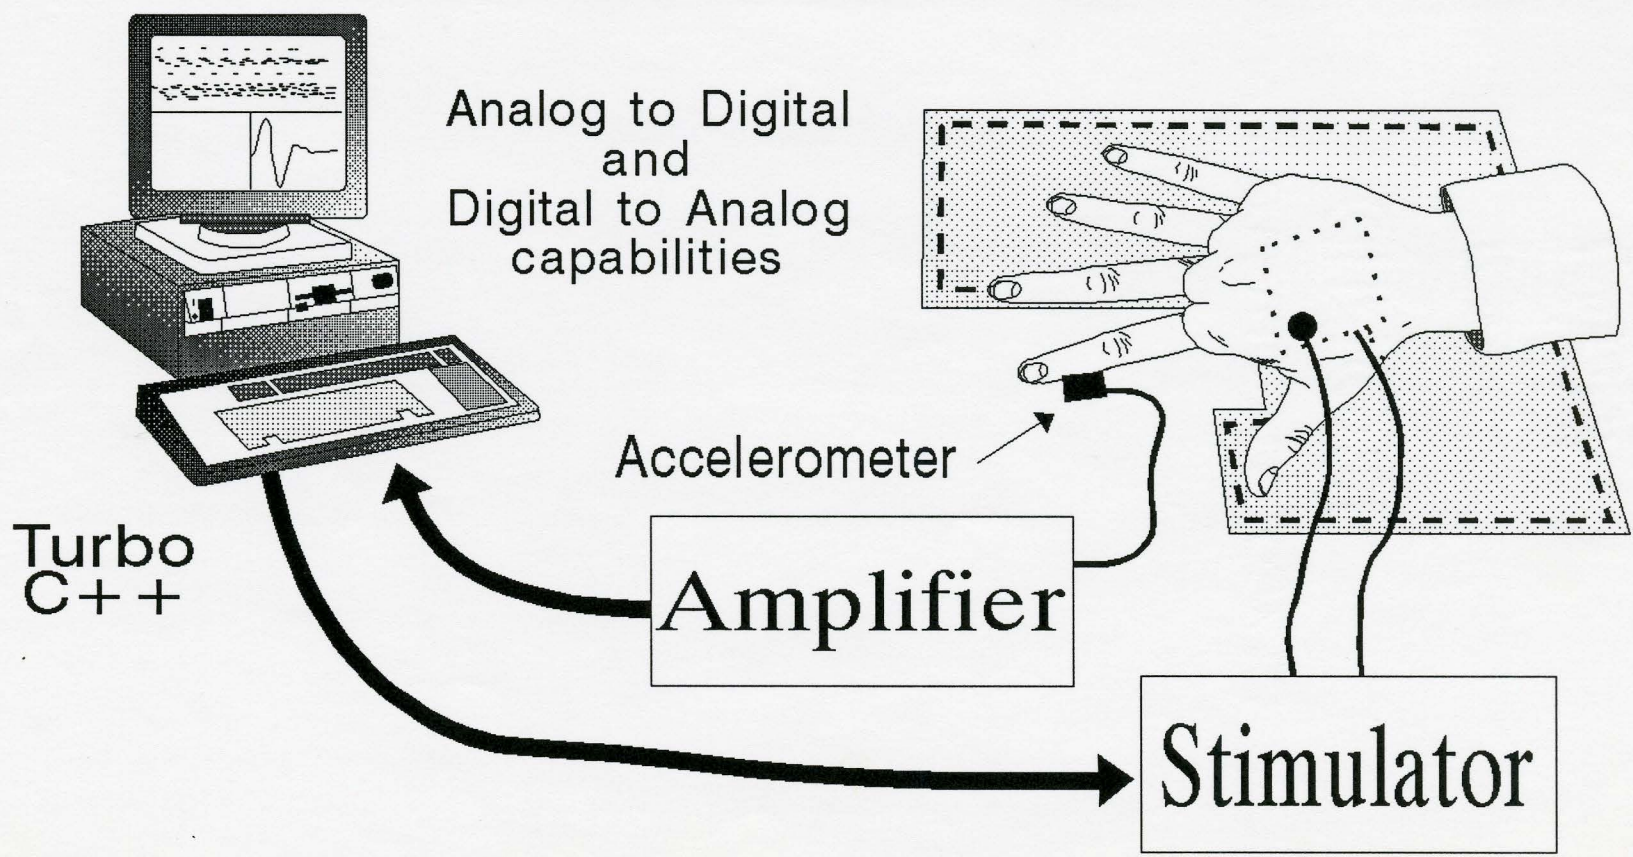 Analog to Digital
and
Digital to Analog
capabilities
Accelerometer
Turbo
C++
Amplifier
Stimulator